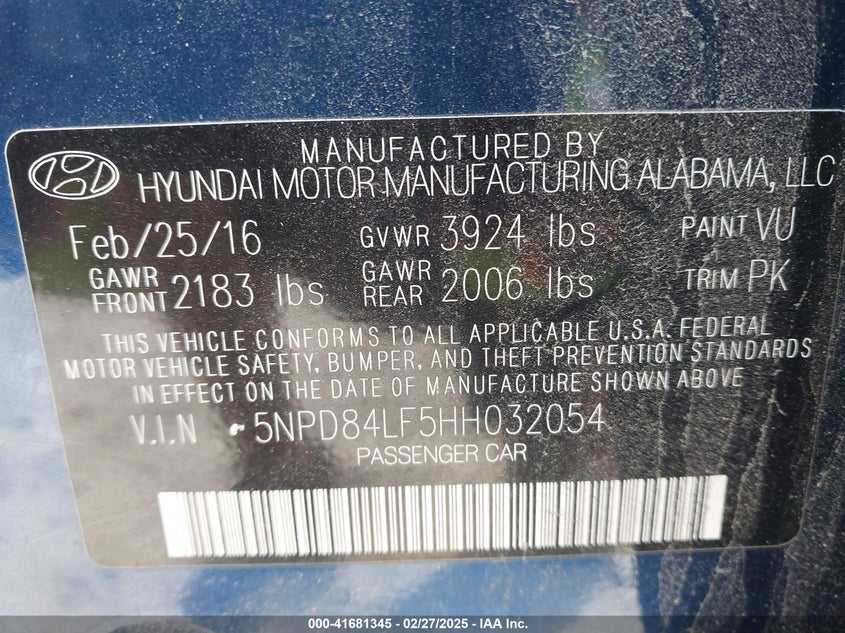 MANUFACTURED BY
HYUNDAI MOTOR MANUFACTURING ALABAMA, LLC
Feb/25/16 GVWR 3924 lbs PAINT VU
GAWR FRONT 2183 lbs GAWR REAR 2006 lbs TRIM PK
THIS VEHICLE CONFORMS TO ALL APPLICABLE U.S.A. FEDERAL
MOTOR VEHICLE SAFETY, BUMPER, AND THEFT PREVENTION STANDARDS
IN EFFECT ON THE DATE OF MANUFACTURE SHOWN ABOVE
V.I.N 5NPD84LF5HH032054
PASSENGER CAR
000-41681345 - 02/27/2025 - IAA Inc.